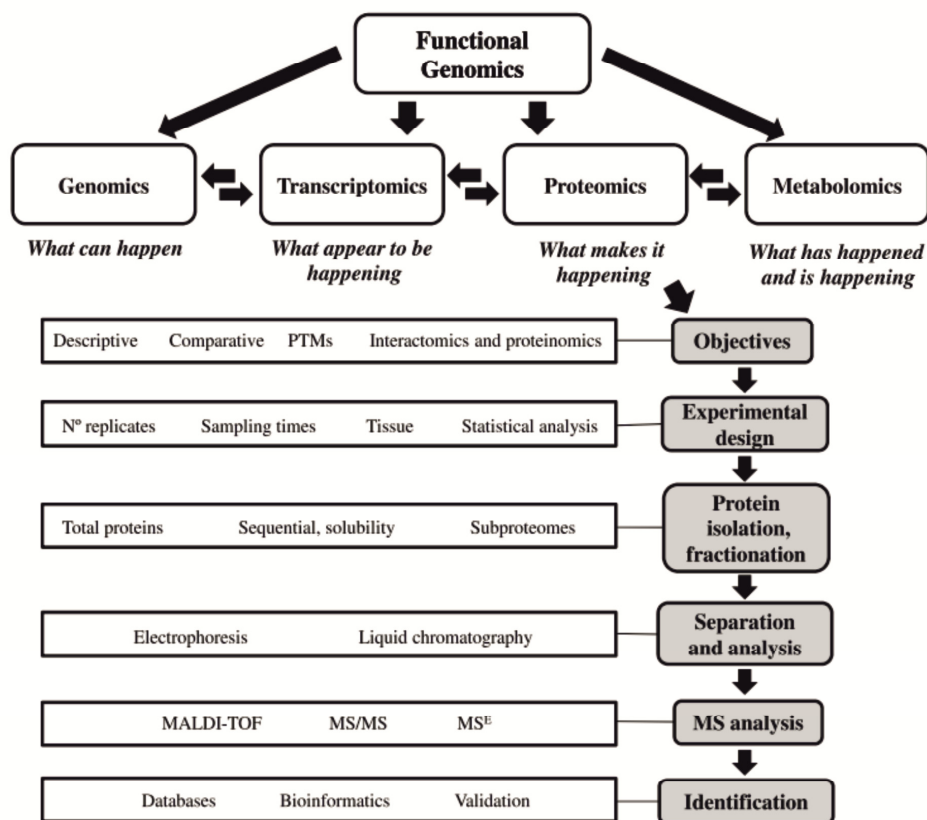 Functional
Genomics
Genomics
Transcriptomics
Proteomics
Metabolomics
What can happen
What appear to be
happening
What makes it
happening
What has happened
and is happening
Descriptive Comparative PTMs Interactomics and proteinomics
Objectives
Nº replicates Sampling times Tissue Statistical analysis
Experimental
design
Total proteins Sequential, solubility Subproteomes
Protein
isolation,
fractionation
Electrophoresis Liquid chromatography
Separation
and analysis
MALDI-TOF MS/MS MSᴱ
MS analysis
Databases Bioinformatics Validation
Identification